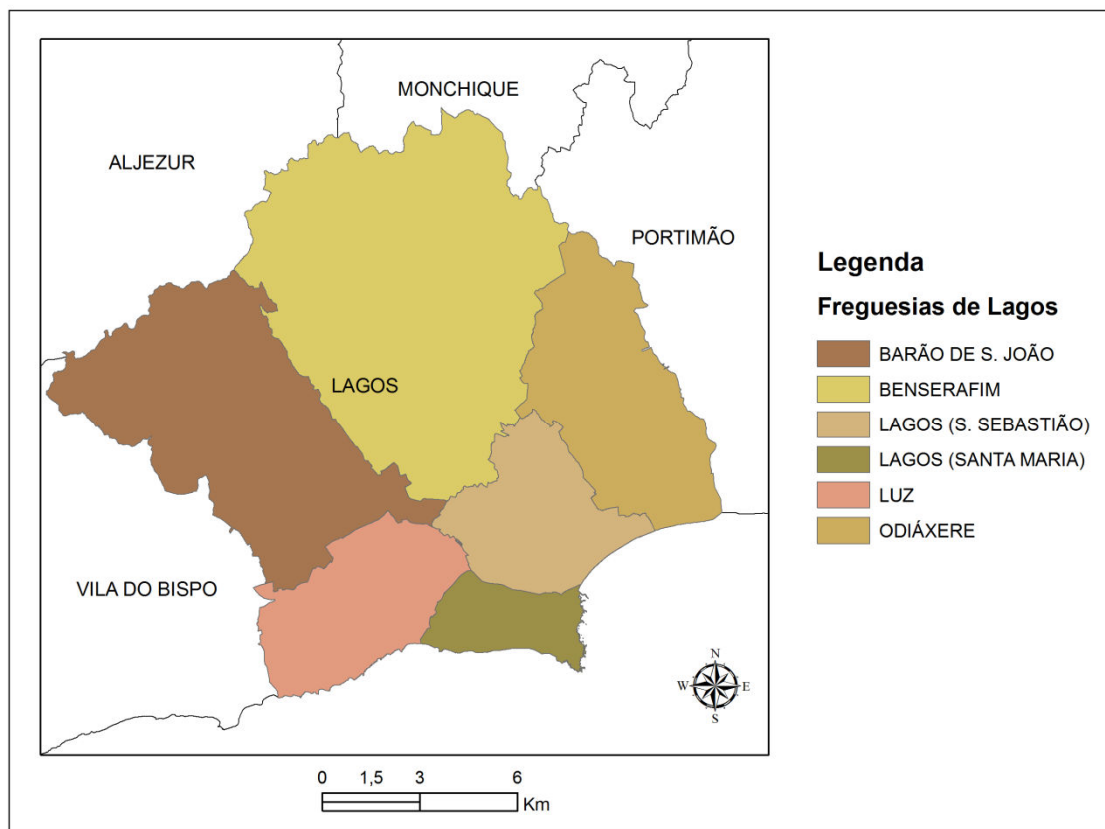 MONCHIQUE
ALJEZUR
PORTIMÃO
LAGOS
VILA DO BISPO
N
W E
S
0 1,5 3 6
Km
Legenda
Freguesias de Lagos
BARÃO DE S. JOÃO
BENSERAFIM
LAGOS (S. SEBASTIÃO)
LAGOS (SANTA MARIA)
LUZ
ODIÁXERE